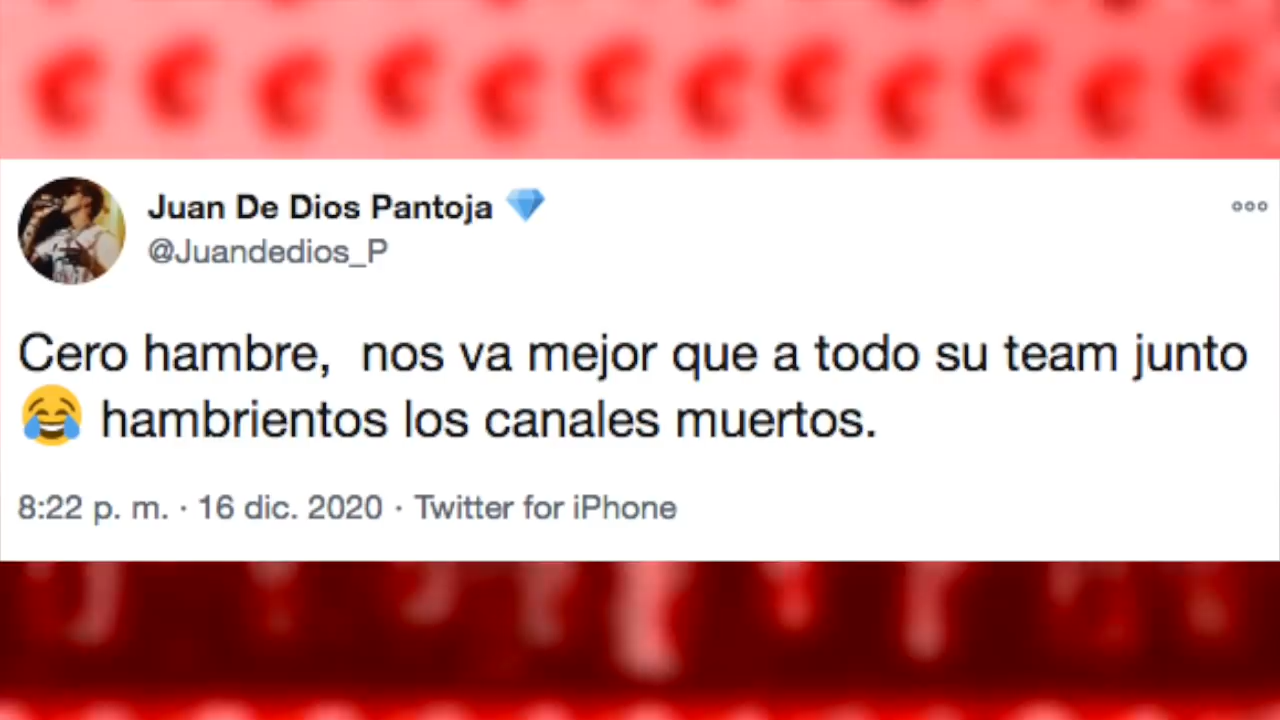 Juan De Dios Pantoja 💎
@Juandedios_P
Cero hambre,  nos va mejor que a todo su team junto
😂 hambrientos los canales muertos.
8:22 p. m. · 16 dic. 2020 · Twitter for iPhone